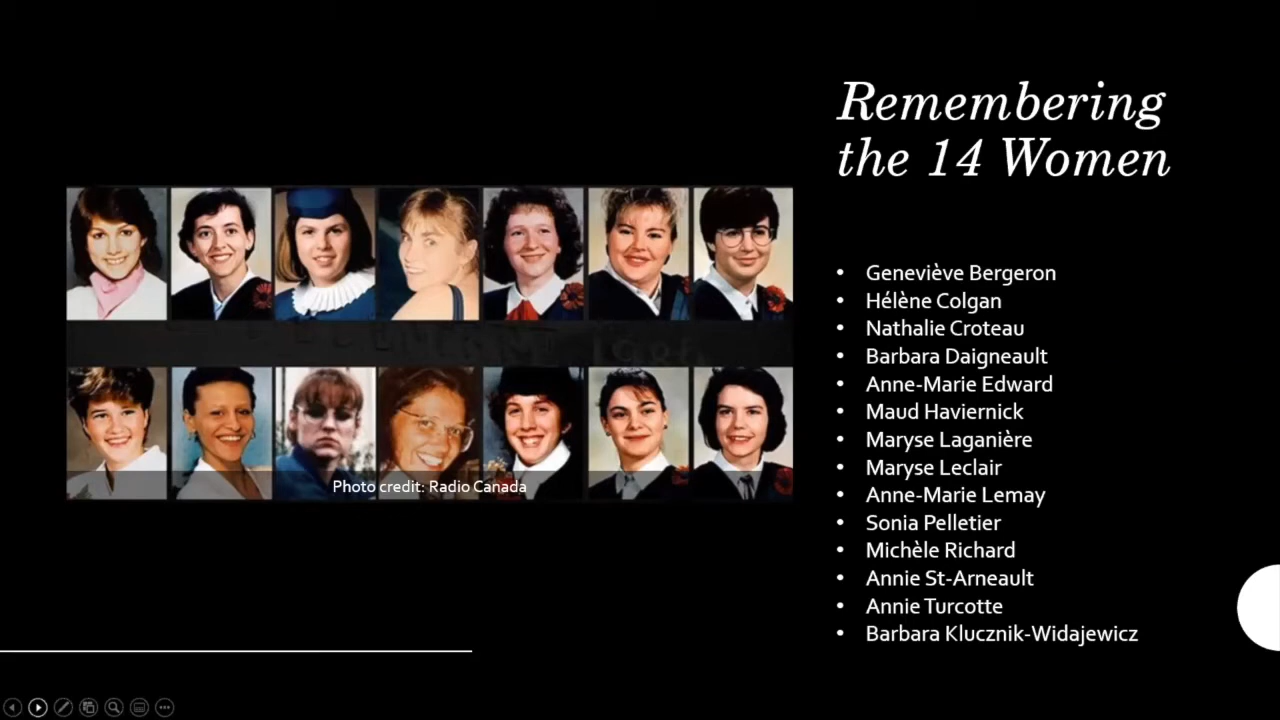 Remembering
the 14 Women
• Geneviève Bergeron
• Hélène Colgan
• Nathalie Croteau
• Barbara Daigneault
• Anne-Marie Edward
• Maud Haviernick
• Maryse Laganière
• Maryse Leclair
• Anne-Marie Lemay
• Sonia Pelletier
• Michèle Richard
• Annie St-Arneault
• Annie Turcotte
• Barbara Klucznik-Widajewicz
Photo credit: Radio Canada